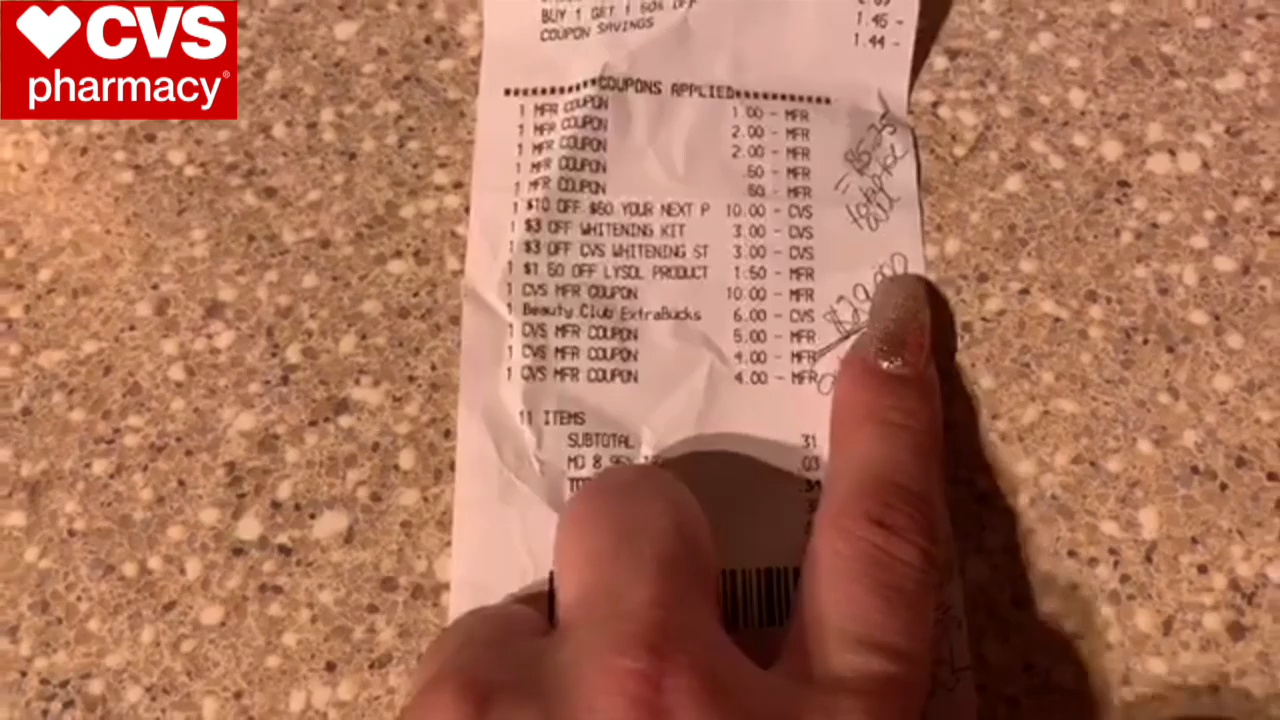 CVS
pharmacy®
BUY 1 GET 1 50% OFF 1.45 -
COUPON SAVINGS 1.44 -
**********COUPONS APPLIED**********
1 MFR COUPON 1.00 - MFR
1 MFR COUPON 2.00 - MFR
1 MFR COUPON 2.00 - MFR
1 MFR COUPON .50 - MFR
1 MFR COUPON .50 - MFR
1 $10 OFF $60 YOUR NEXT P 10.00 - CVS
1 $3 OFF WHITENING KIT 3.00 - CVS
1 $3 OFF CVS WHITENING ST 3.00 - CVS
1 $1.50 OFF LYSOL PRODUCT 1.50 - MFR
1 CVS MFR COUPON 10.00 - MFR
1 Beauty Club ExtraBucks 6.00 - CVS
1 CVS MFR COUPON 5.00 - MFR
1 CVS MFR COUPON 4.00 - MFR
1 CVS MFR COUPON 4.00 - MFR
11 ITEMS
SUBTOTAL 31
MO 8 03